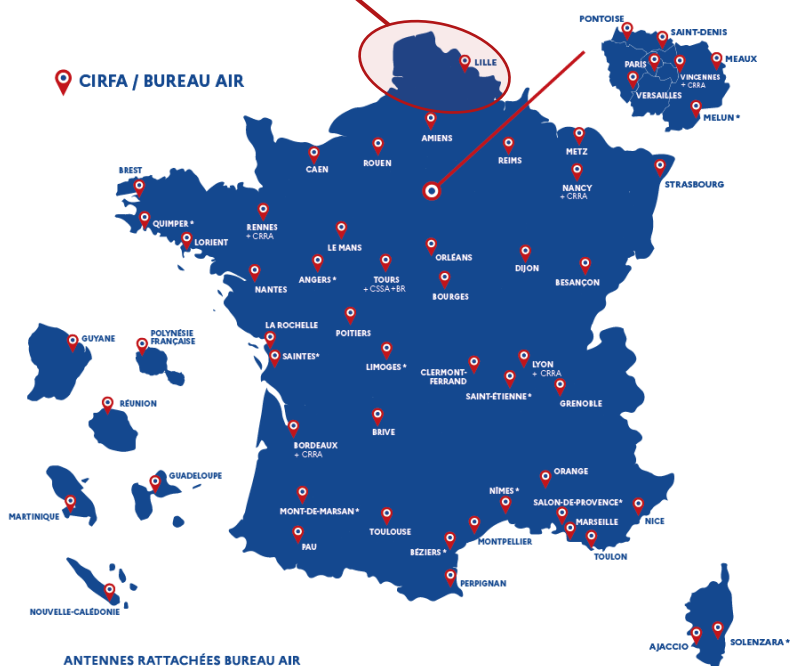 PONTOISE
SAINT-DENIS
PARIS
MEAUX
VINCENNES
+ CRRA
VERSAILLES
MELUN *
LILLE
CIRFA / BUREAU AIR
AMIENS
CAEN
ROUEN
REIMS
METZ
NANCY
+ CRRA
STRASBOURG
BREST
QUIMPER *
LORIENT
RENNES
+ CRRA
LE MANS
ORLÉANS
ANGERS *
TOURS
+ CSSA+BR
DIJON
BESANÇON
NANTES
BOURGES
LA ROCHELLE
POITIERS
SAINTES*
LIMOGES *
CLERMONT-
FERRAND
LYON
+ CRRA
SAINT-ÉTIENNE *
GRENOBLE
GUYANE
POLYNÉSIE
FRANÇAISE
RÉUNION
BRIVE
BORDEAUX
+ CRRA
GUADELOUPE
MARTINIQUE
ORANGE
NÎMES *
SALON-DE-PROVENCE*
MONT-DE-MARSAN *
TOULOUSE
MARSEILLE
NICE
PAU
BÉZIERS *
MONTPELLIER
TOULON
PERPIGNAN
NOUVELLE-CALÉDONIE
AJACCIO
SOLENZARA *
ANTENNES RATTACHÉES BUREAU AIR